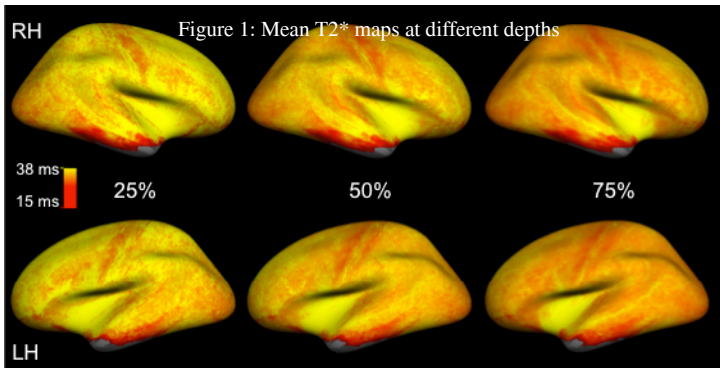 Figure 1: Mean T2* maps at different depths
RH
38 ms
15 ms
25%
50%
75%
LH